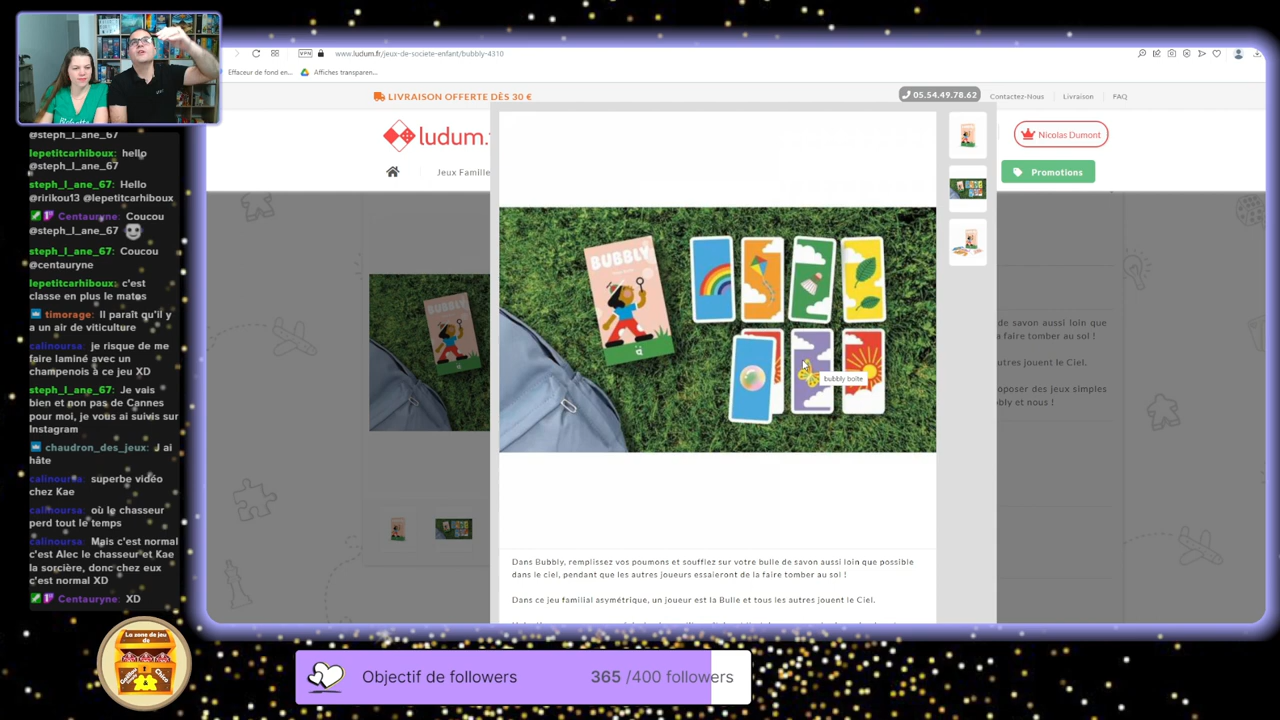 www.ludum.fr/jeux-de-societe-enfant/bubbly-4310
VPN
Effaceur de fond en...
Affiches transparen...
LIVRAISON OFFERTE DÈS 30 €
05.54.49.78.62
Contactez-Nous
Livraison
FAQ
ludum.
Nicolas Dumont
Jeux Famille
Promotions
@steph_l_ane_67
lepetitcarhiboux: hello
@steph_l_ane_67
steph_l_ane_67: Hello
@ririkou13 @lepetitcarhiboux
Centauryne: Coucou
@steph_l_ane_67
steph_l_ane_67: Coucou
@centauryne
lepetitcarhiboux: c'est
classe en plus le matos
timorage: Il paraît qu'il y
a un air de viticulture
calinoursa: je risque de me
faire laminé avec un
champenois à ce jeu XD
steph_l_ane_67: Je vais
bien et pon pas de Cannes
pour moi, je vous ai suivis sur
Instagram
chaudron_des_jeux: J ai
hâte
calinoursa: superbe vidéo
chez Kae
calinoursa: où le chasseur
perd tout le temps
calinoursa: Mais c'est normal
c'est Alec le chasseur et Kae
la sorcière, donc chez eux
c'est normal XD
Centauryne: XD
BUBBLY
bubbly boîte
de savon aussi loin que
a faire tomber au sol !
utres jouent le Ciel.
oposer des jeux simples
bly et nous !
Dans Bubbly, remplissez vos poumons et soufflez sur votre bulle de savon aussi loin que possible
dans le ciel, pendant que les autres joueurs essaieront de la faire tomber au sol !
Dans ce jeu familial asymétrique, un joueur est la Bulle et tous les autres jouent le Ciel.
La zone de jeu
de
Chico
Objectif de followers
365 /400 followers